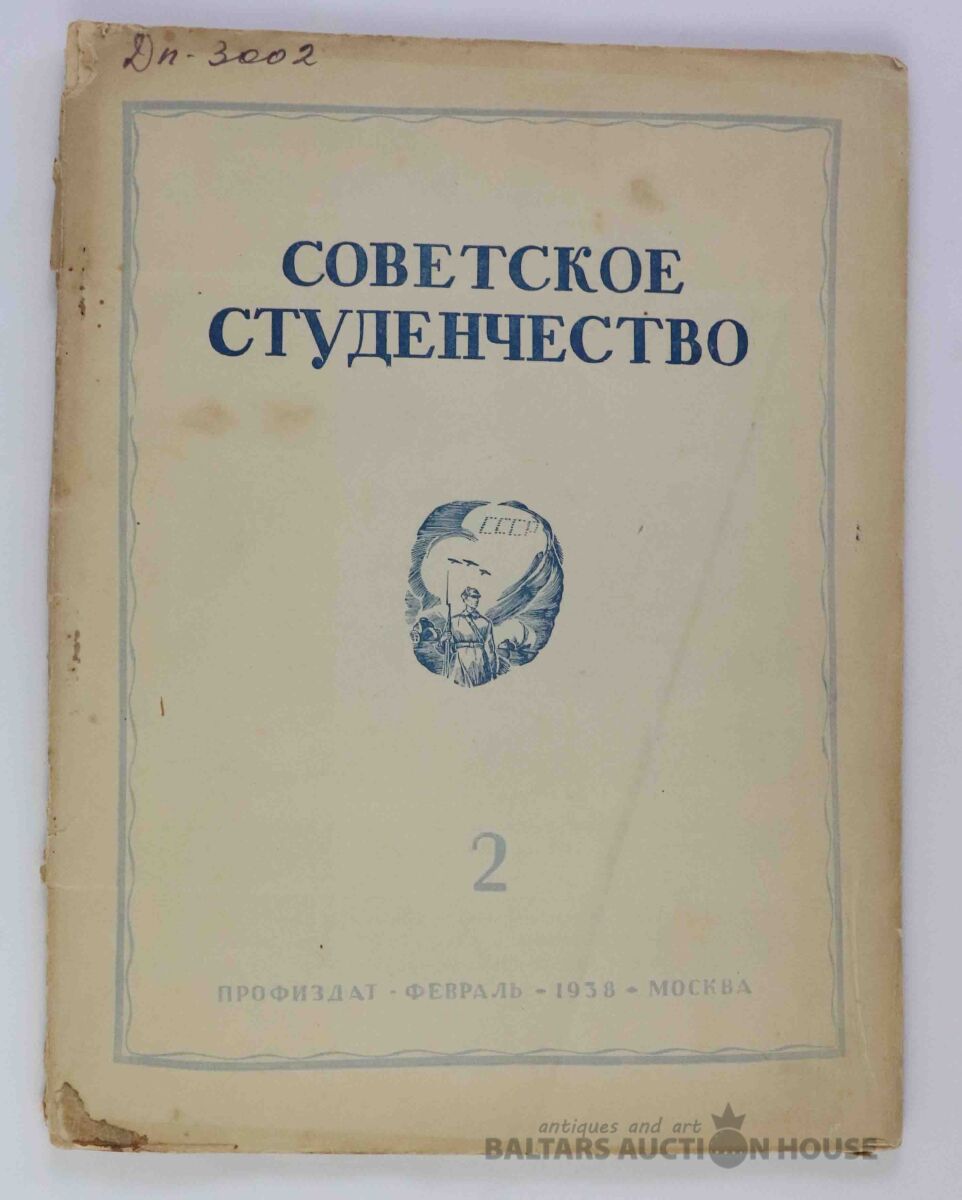 Дп-3002
СОВЕТСКОЕ
СТУДЕНЧЕСТВО
СССР
2
ПРОФИЗДАТ - ФЕВРАЛЬ - 1938 • МОСКВА
antiques and art
BALTARS AUCTION HOUSE